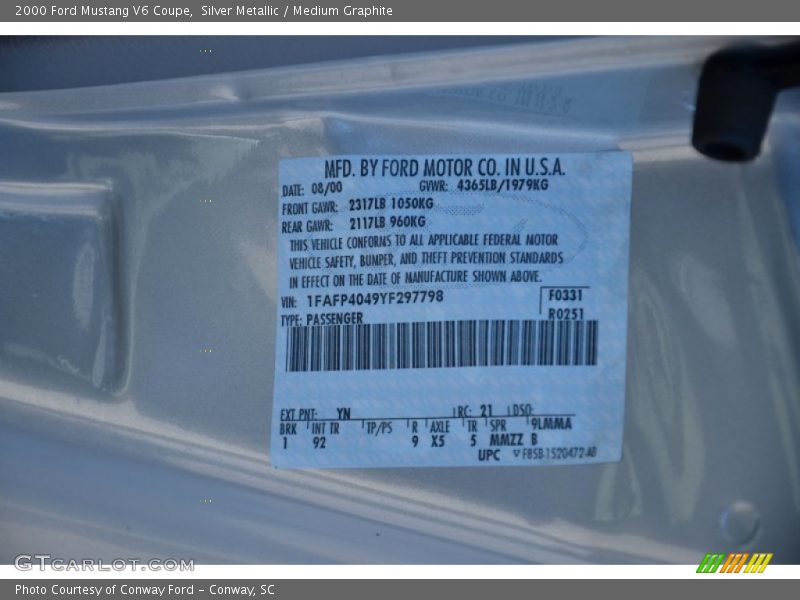 2000 Ford Mustang V6 Coupe, Silver Metallic / Medium Graphite
MFD. BY FORD MOTOR CO. IN U.S.A.
DATE: 08/00 GVWR: 4365LB/1979KG
FRONT GAWR: 2317LB 1050KG
REAR GAWR: 2117LB 960KG
THIS VEHICLE CONFORMS TO ALL APPLICABLE FEDERAL MOTOR
VEHICLE SAFETY, BUMPER, AND THEFT PREVENTION STANDARDS
IN EFFECT ON THE DATE OF MANUFACTURE SHOWN ABOVE.
VIN: 1FAFP4049YF297798 F0331
TYPE: PASSENGER R0251
EXT PNT: YN RC: 21 DSO:
BRK INT TR TP/PS R AXLE TR SPR 9LMMA
1 92 9 X5 5 MMZZ B
UPC ▽F85B-1520472-AB
GTCARLOT.COM
Photo Courtesy of Conway Ford - Conway, SC